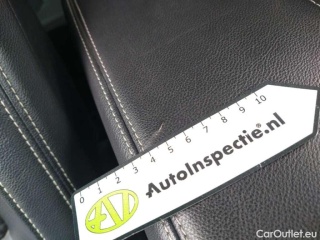 0 1 2 3 4 5 6 7 8 9 10
AutoInspectie.nl
CarOutlet.eu